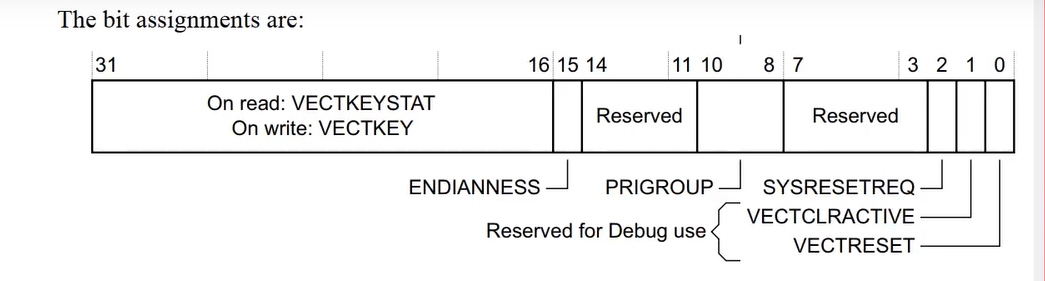 The bit assignments are:
31 16 15 14 11 10 8 7 3 2 1 0
On read: VECTKEYSTAT
On write: VECTKEY
Reserved
Reserved
ENDIANNESS
PRIGROUP
SYSRESETREQ
VECTCLRACTIVE
Reserved for Debug use
VECTRESET